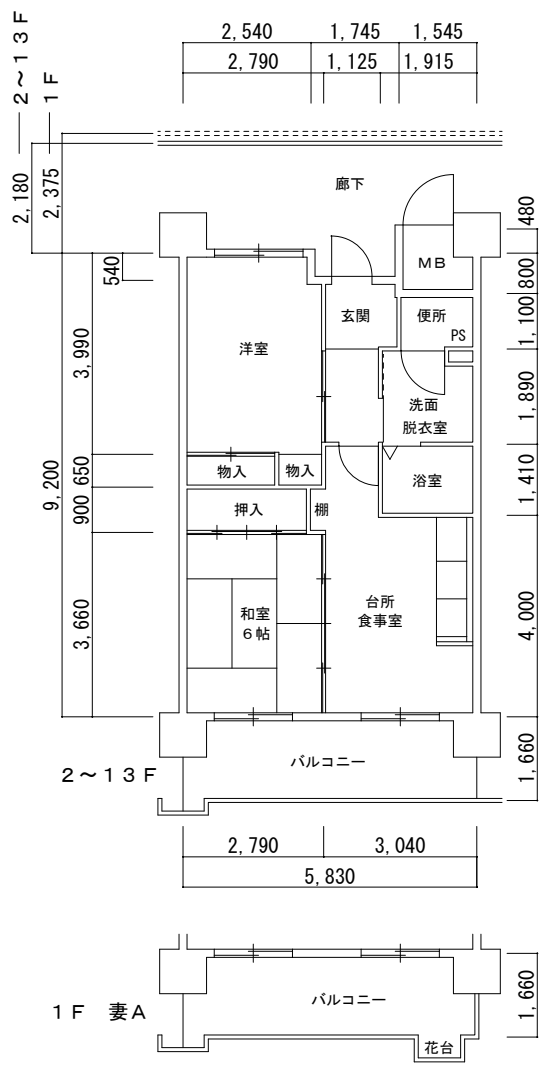 2～13F
1F
2,540
1,745
1,545
2,790
1,125
1,915
2,180
2,375
廊下
480
540
MB
800
玄関
便所
1,100
PS
3,990
洋室
洗面
脱衣室
1,890
9,200
650
物入
物入
浴室
1,410
900
押入
棚
3,660
和室
6帖
台所
食事室
4,000
バルコニー
2～13F
1,660
2,790
3,040
5,830
バルコニー
1F 妻A
1,660
花台